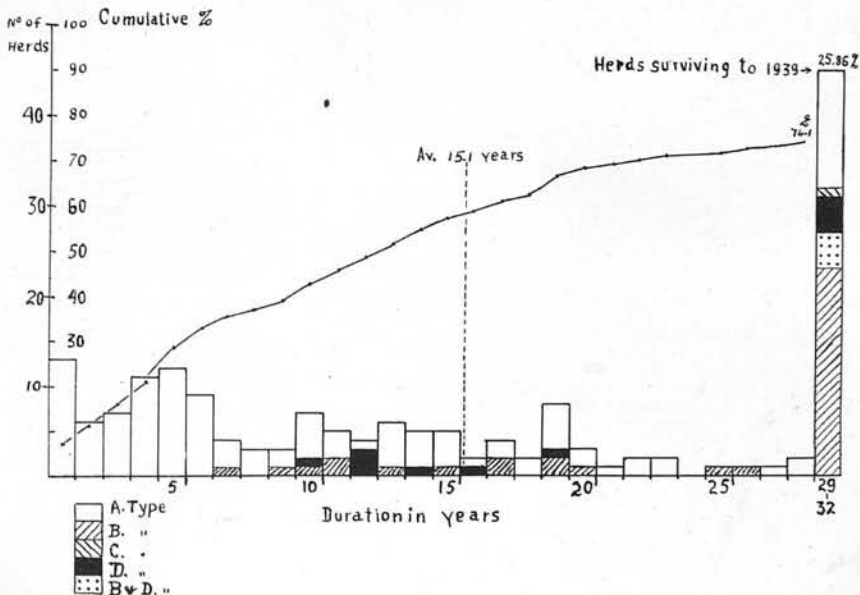 No of Herds
Cumulative %
100
90
80
70
60
50
40
30
40
30
20
10
Herds surviving to 1939→
25.86%
74.1 %
Av. 15.1 years
5
10
15
20
25
29
-
32
Duration in years
A. Type
B. "
C. "
D. "
B & D. "